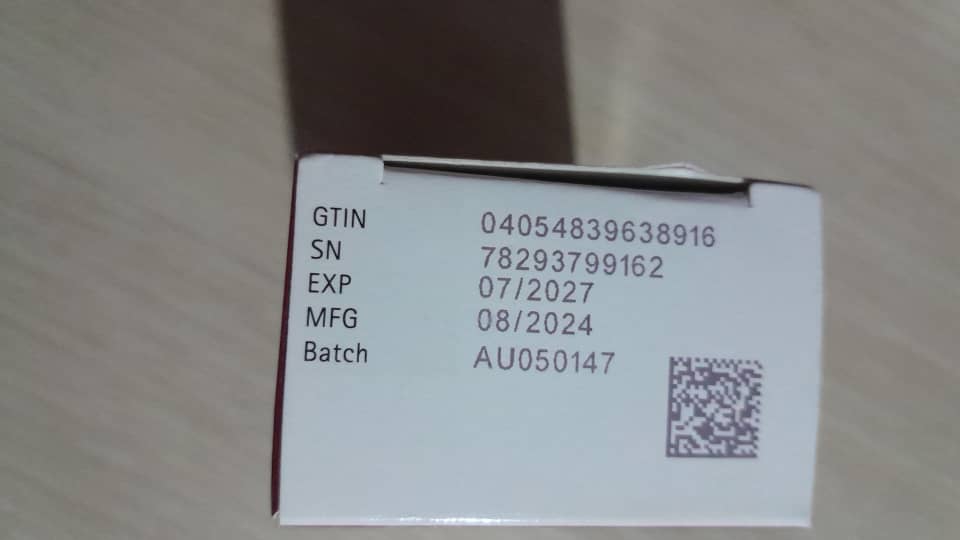 GTIN 04054839638916
SN 78293799162
EXP 07/2027
MFG 08/2024
Batch AU050147